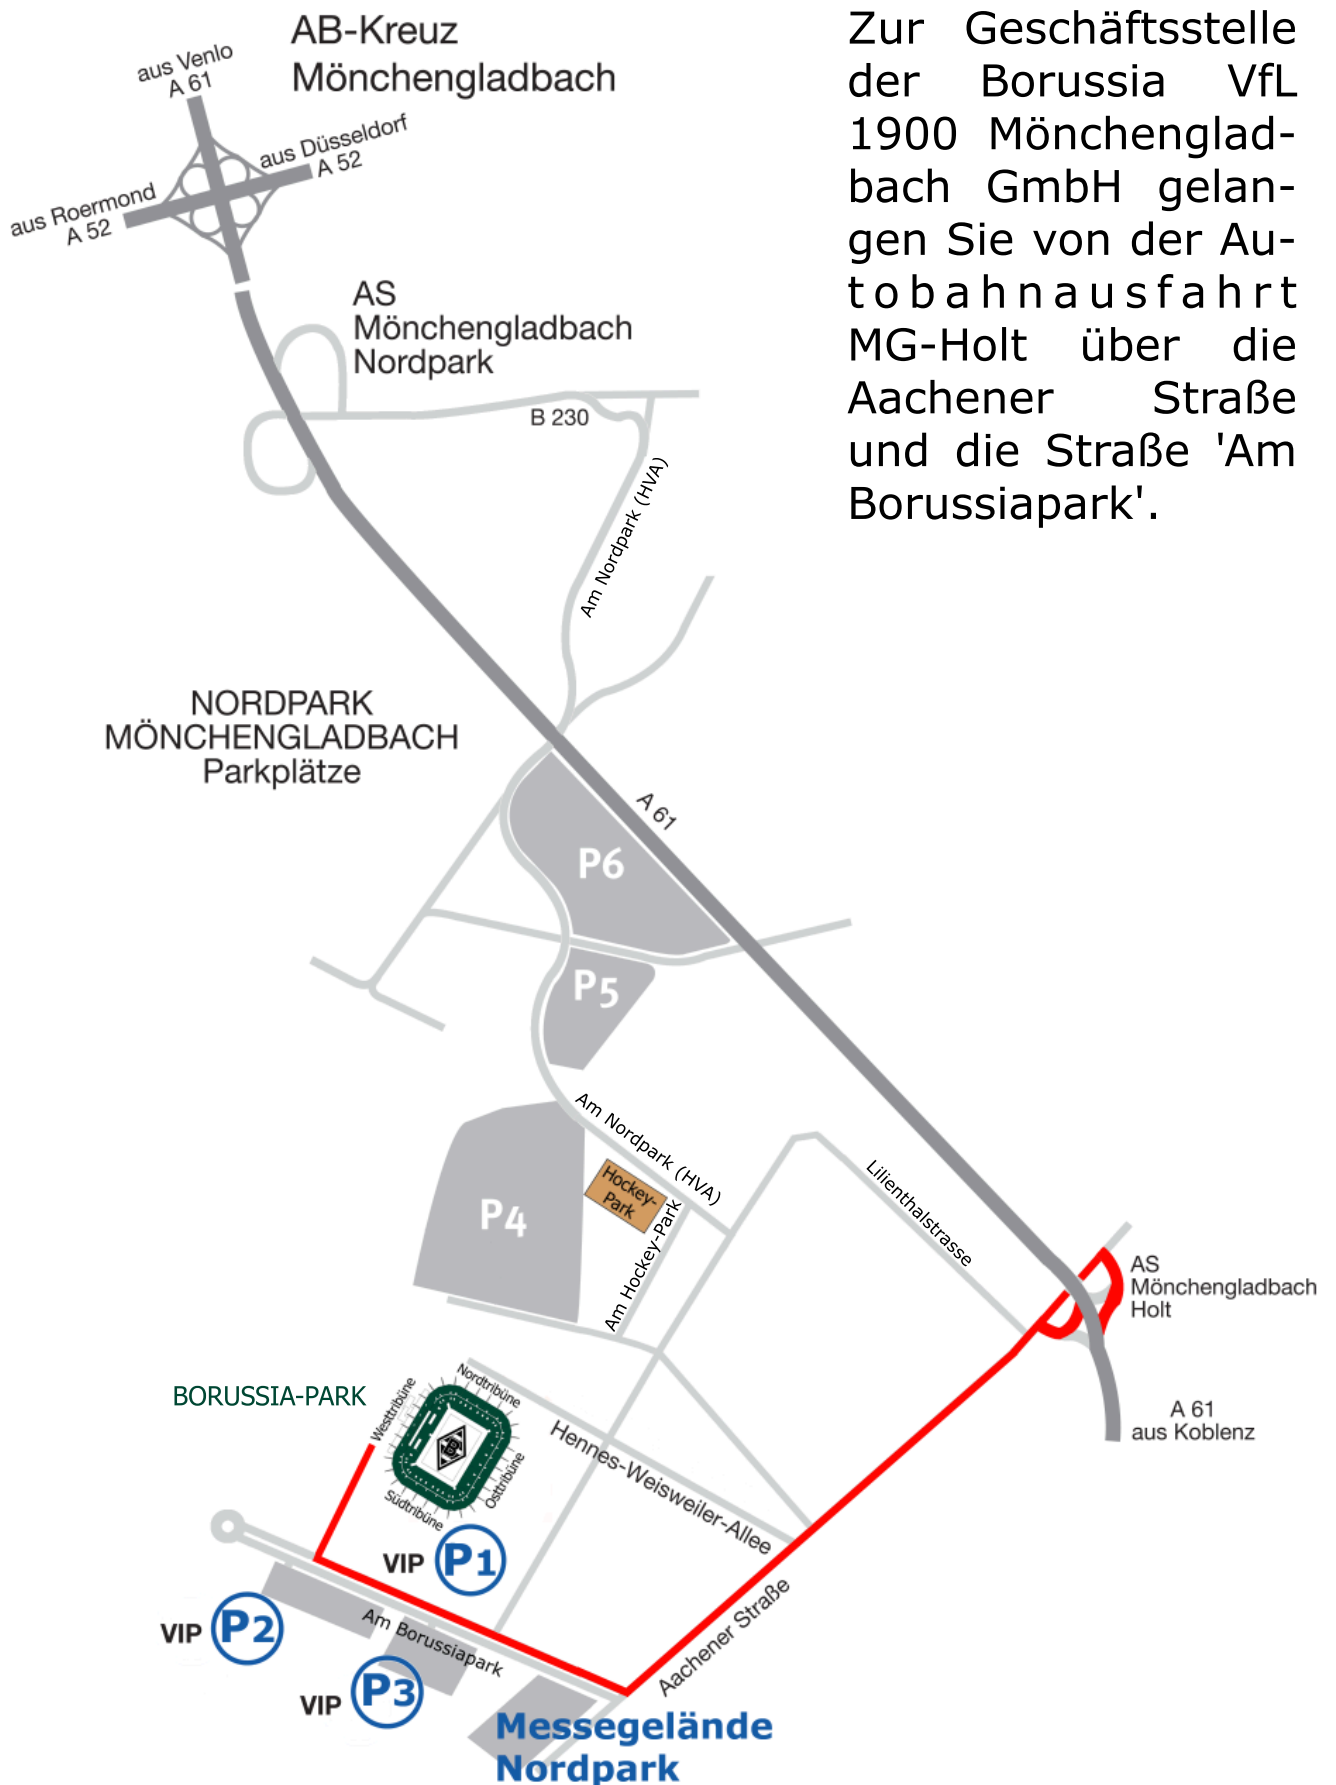 AB-Kreuz
Mönchengladbach
aus Venlo
A 61
aus Düsseldorf
A 52
aus Roermond
A 52
Zur Geschäftsstelle
der Borussia VfL
1900 Mönchenglad-
bach GmbH gelan-
gen Sie von der Au-
tobahnausfahrt
MG-Holt über die
Aachener Straße
und die Straße 'Am
Borussiapark'.
AS
Mönchengladbach
Nordpark
B 230
Am Nordpark (HVA)
NORDPARK
MÖNCHENGLADBACH
Parkplätze
A 61
P6
P5
Am Nordpark (HVA)
Hockey-
Park
P4
Am Hockey-Park
Lilienthalstrasse
AS
Mönchengladbach
Holt
A 61
aus Koblenz
BORUSSIA-PARK
Westtribüne
Nordtribüne
Osttribüne
Südtribüne
B
Hennes-Weisweiler-Allee
VIP P1
Aachener Straße
VIP P2
Am Borussiapark
VIP P3
Messegelände
Nordpark